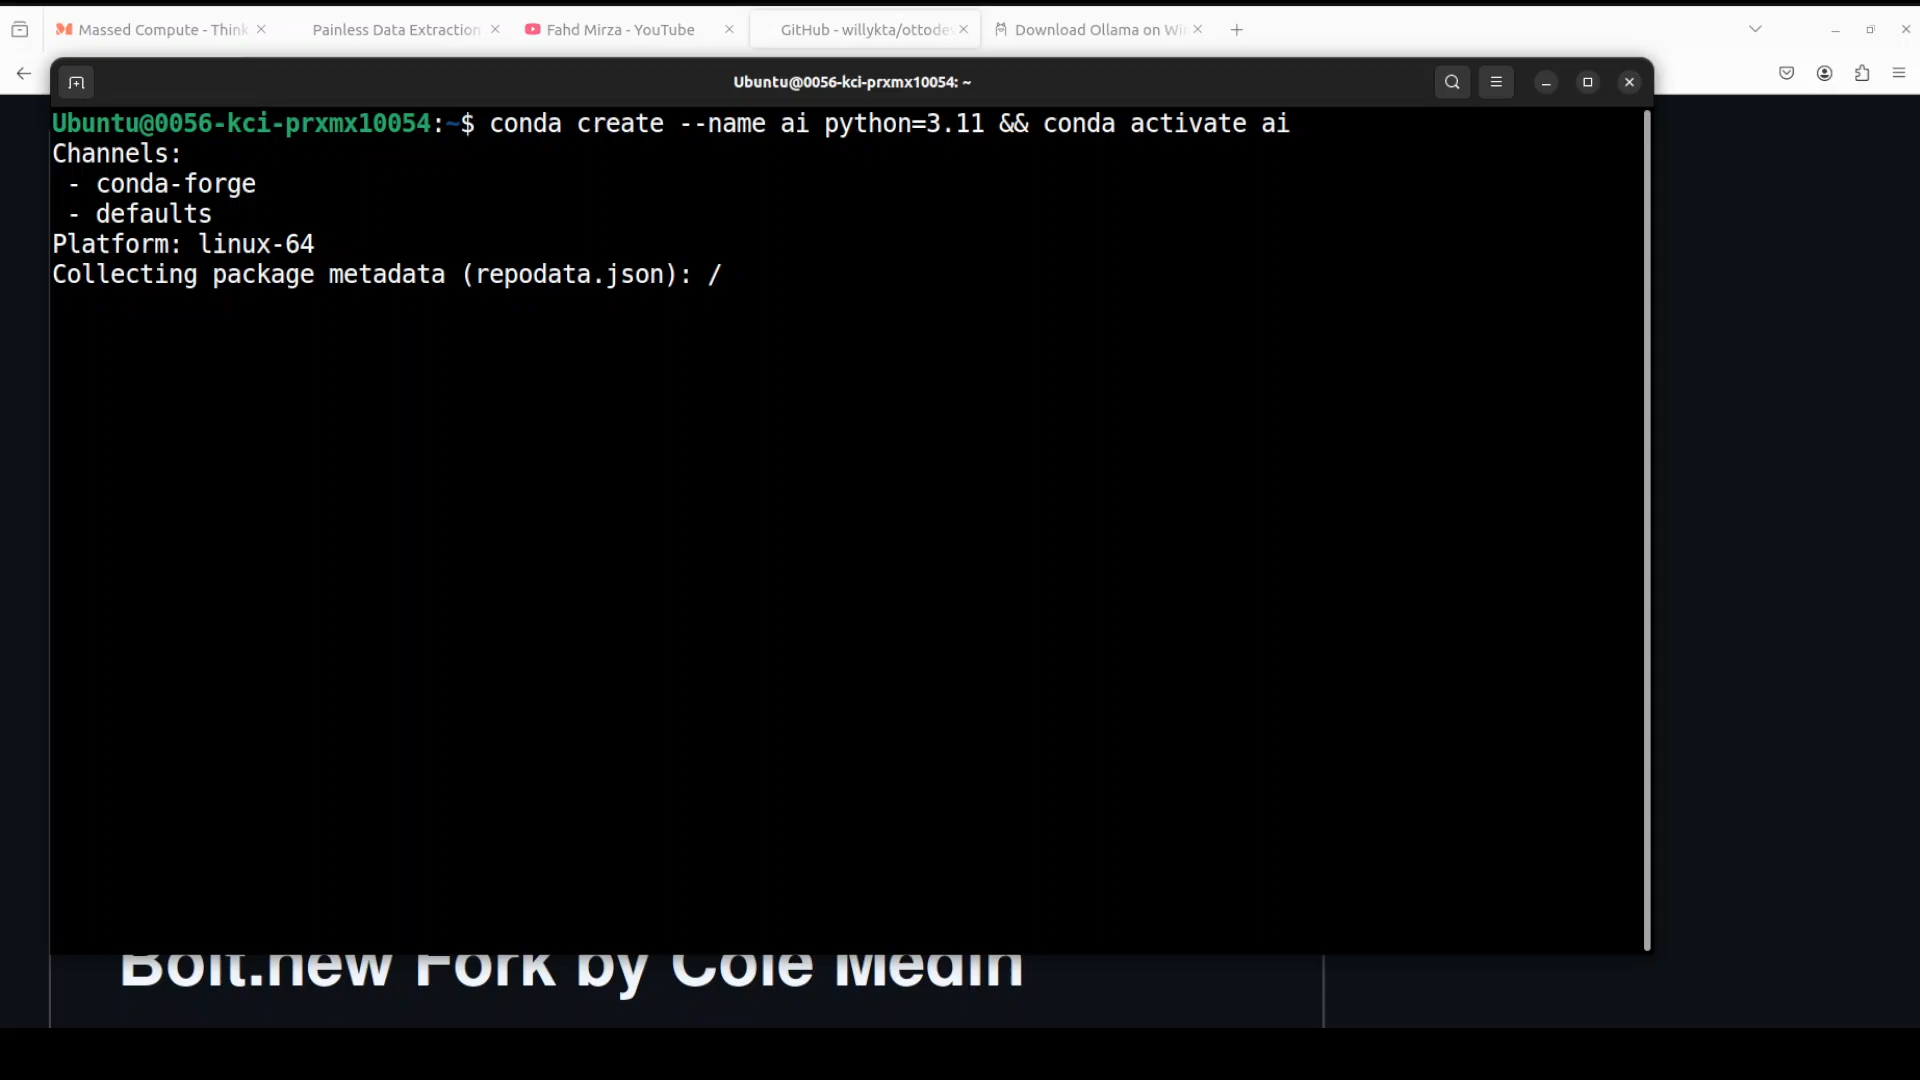 Massed Compute - Think
Painless Data Extraction
Fahd Mirza - YouTube
GitHub - willykta/ottode
Download Ollama on Wi
Ubuntu@0056-kci-prxmx10054: ~
Ubuntu@0056-kci-prxmx10054:~$ conda create --name ai python=3.11 && conda activate ai
Channels:
- conda-forge
- defaults
Platform: linux-64
Collecting package metadata (repodata.json): /
Bolt.new Fork by Cole Medin